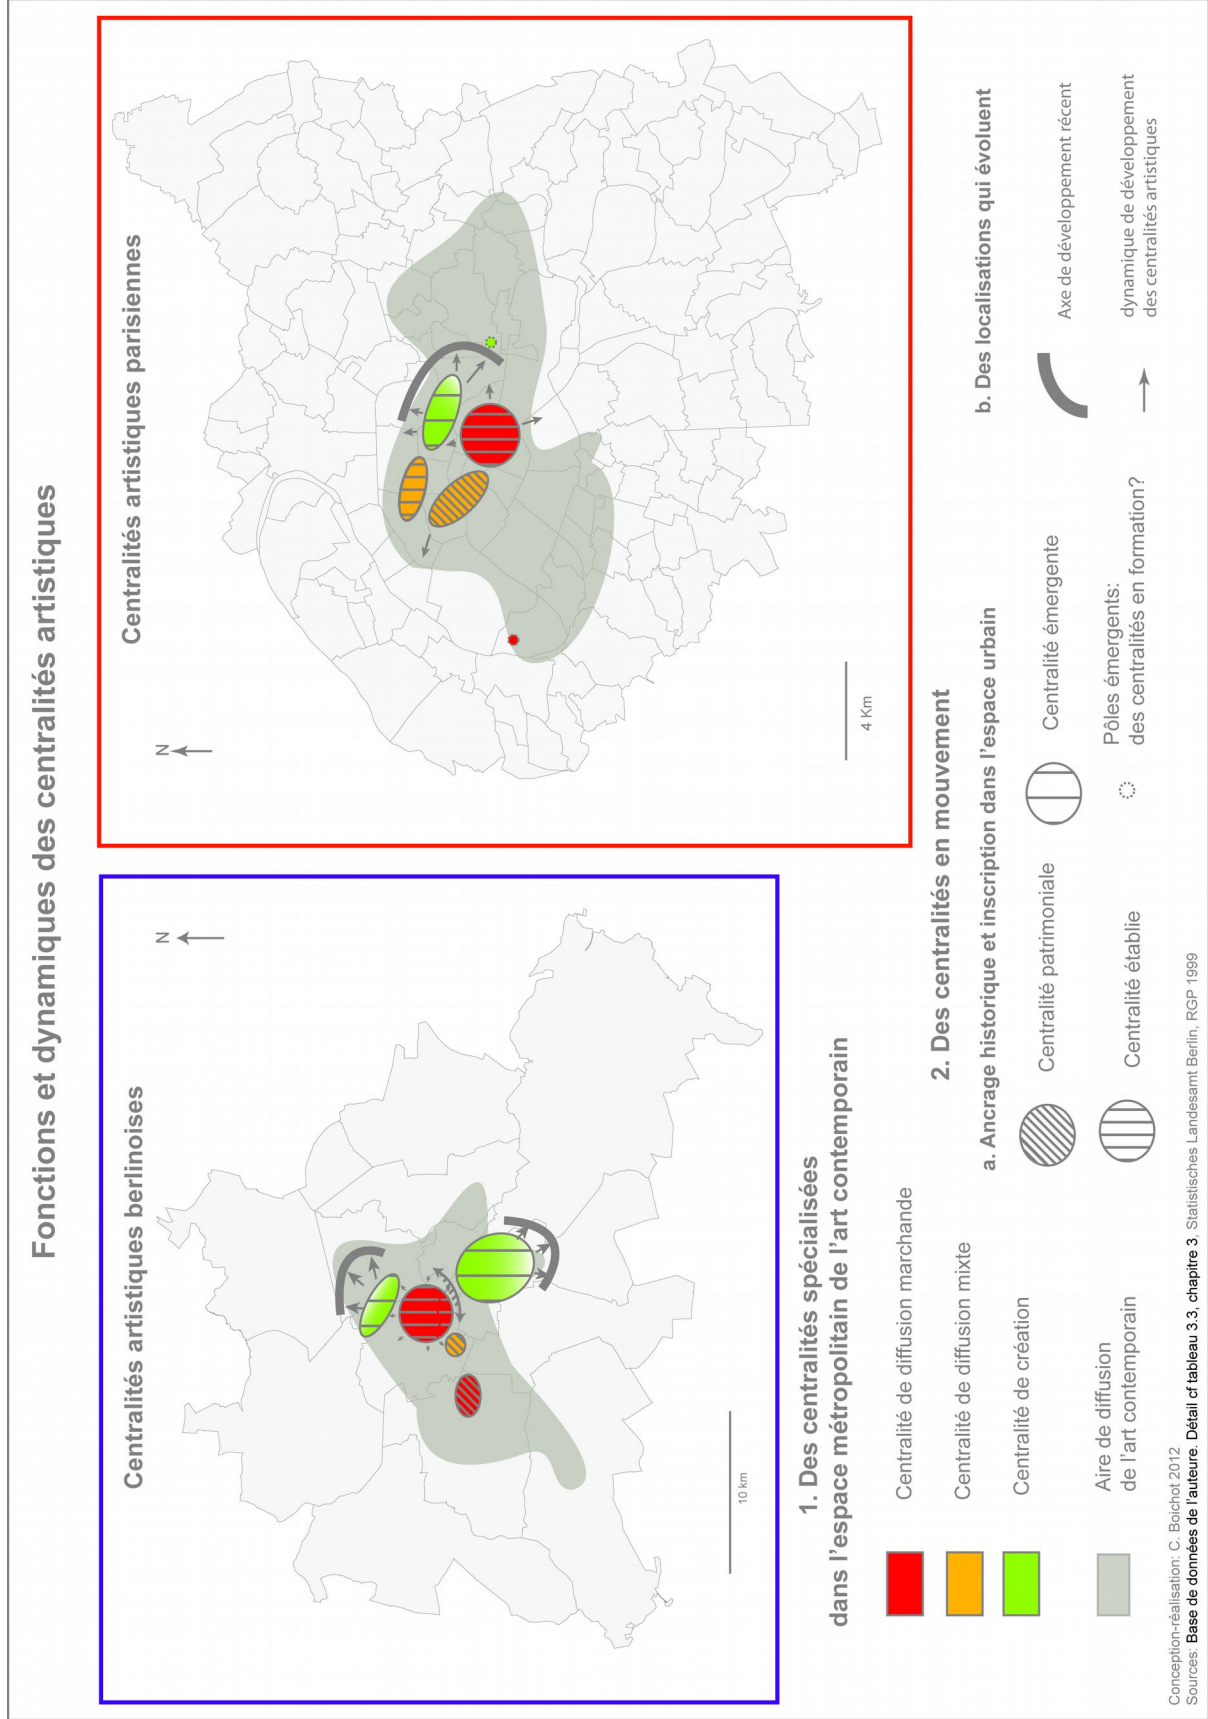 Fonctions et dynamiques des centralités artistiques
Centralités artistiques berlinoises
N
10 km
Centralités artistiques parisiennes
N
4 Km
1. Des centralités spécialisées
dans l'espace métropolitain de l'art contemporain
Centralité de diffusion marchande
Centralité de diffusion mixte
Centralité de création
Aire de diffusion
de l'art contemporain
2. Des centralités en mouvement
a. Ancrage historique et inscription dans l'espace urbain
Centralité patrimoniale
Centralité émergente
Centralité établie
Pôles émergents:
des centralités en formation?
b. Des localisations qui évoluent
Axe de développement récent
dynamique de développement
des centralités artistiques
Conception-réalisation: C. Boichot 2012
Sources: Base de données de l'auteure. Détail cf tableau 3.3, chapitre 3, Statistisches Landesamt Berlin, RGP 1999